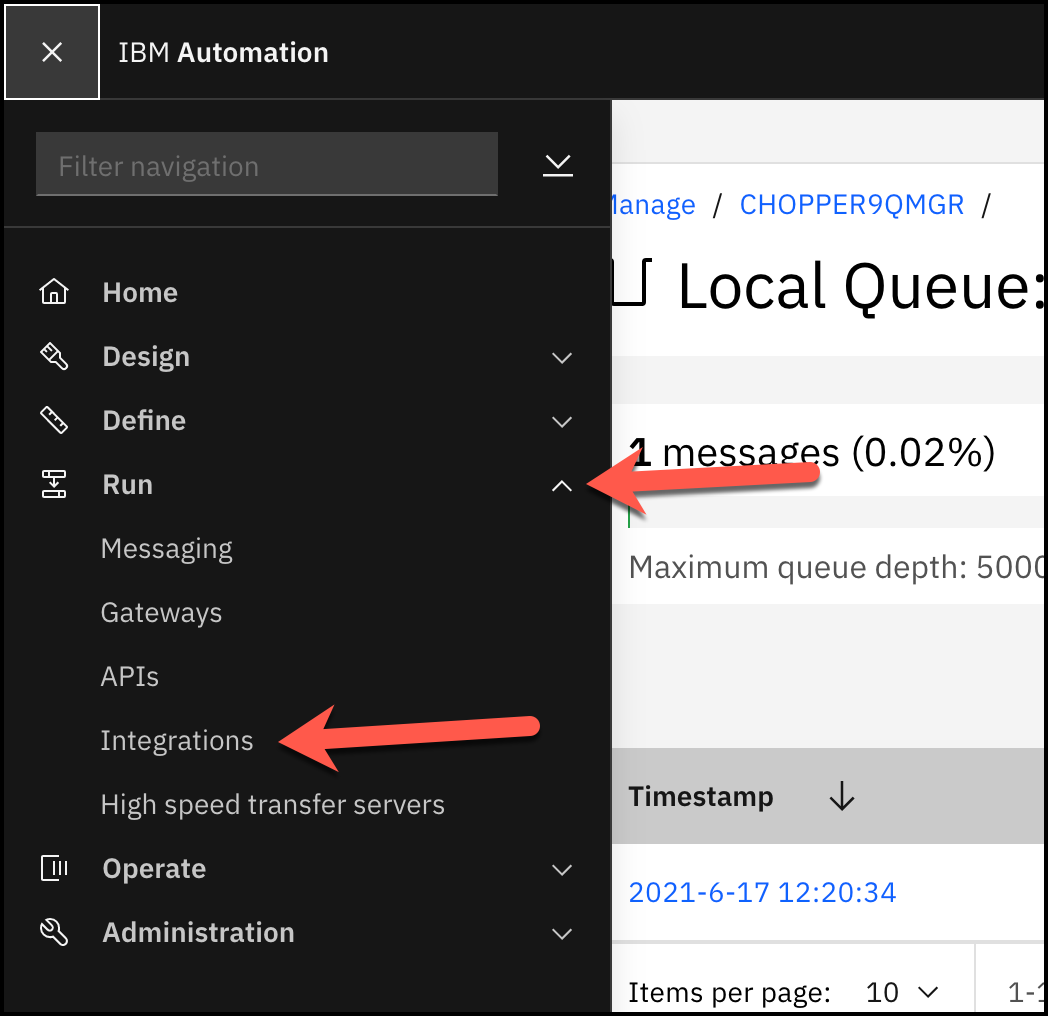 IBM Automation
Filter navigation
Home
Design
Define
Run
Messaging
Gateways
APIs
Integrations
High speed transfer servers
Operate
Administration
Manage / CHOPPER9QMGR /
Local Queue:
1 messages (0.02%)
Maximum queue depth: 5000
Timestamp
2021-6-17 12:20:34
Items per page: 10